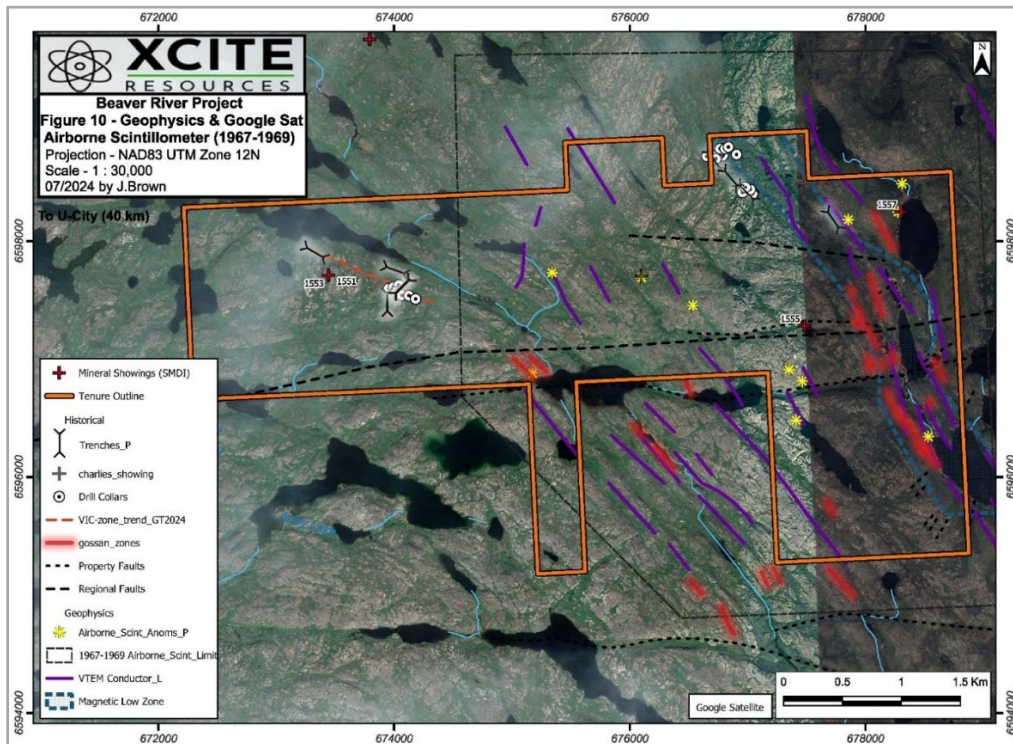 672000
674000
676000
678000
XCITE
RESOURCES
Beaver River Project
Figure 10 - Geophysics & Google Sat
Airborne Scintillometer (1967-1969)
Projection - NAD83 UTM Zone 12N
Scale - 1 : 30,000
07/2024 by J.Brown
N
To U-City (40 km)
1557
6598000
6598000
1553
1551
1555
Mineral Showings (SMDI)
Tenure Outline
Historical
Trenches_P
charlies_showing
Drill Collars
VIC-zone_trend_GT2024
gossan_zones
Property Faults
Regional Faults
Geophysics
Airborne_Scint_Anoms_P
1967-1969 Airborne_Scint_Limit
VTEM Conductor_L
Magnetic Low Zone
6596000
6596000
0 0.5 1 1.5 Km
Google Satellite
6594000
6594000
672000
674000
676000
678000